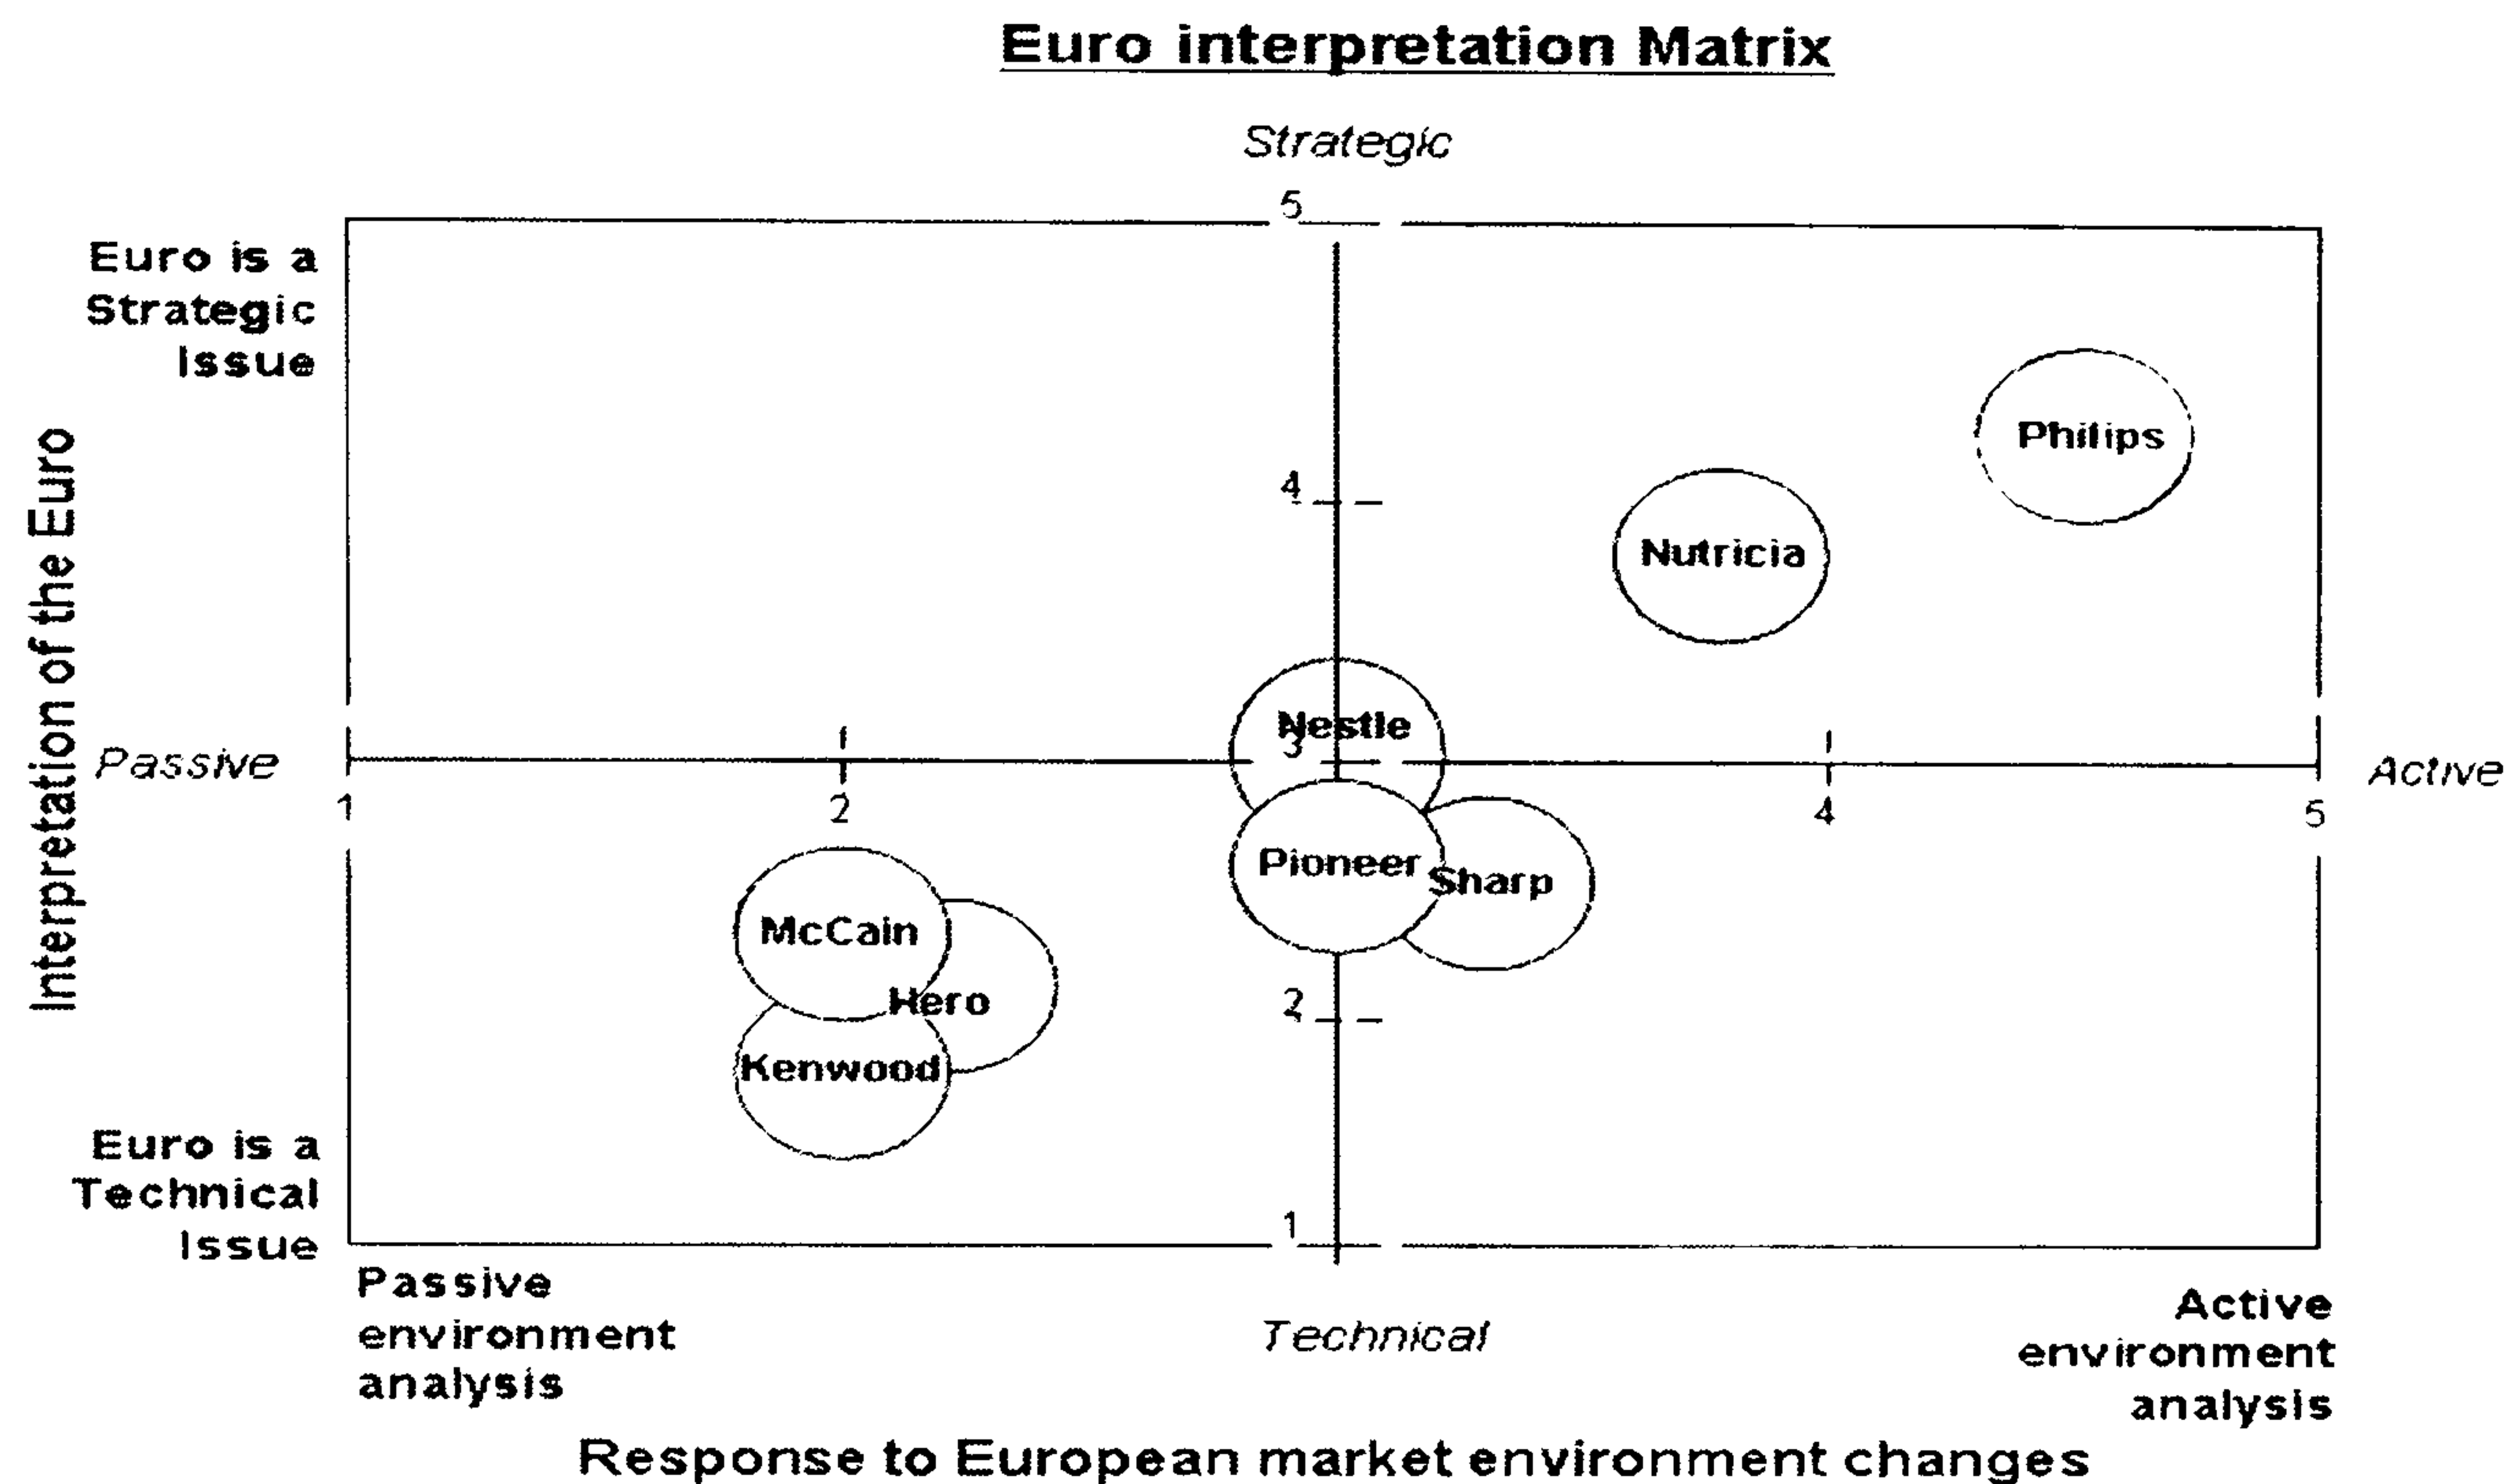 Euro interpretation Matrix
Strategic
5
Euro is a
Strategic
Issue
Philips
4
Nutricia
Interpretation of the Euro
Nestle
3
Passive
Active
1
2
4
5
Pioneer
Sharp
McCain
Hero
2
Kenwood
Euro is a
Technical
Issue
1
Passive
environment
analysis
Technical
Active
environment
analysis
Response to European market environment changes